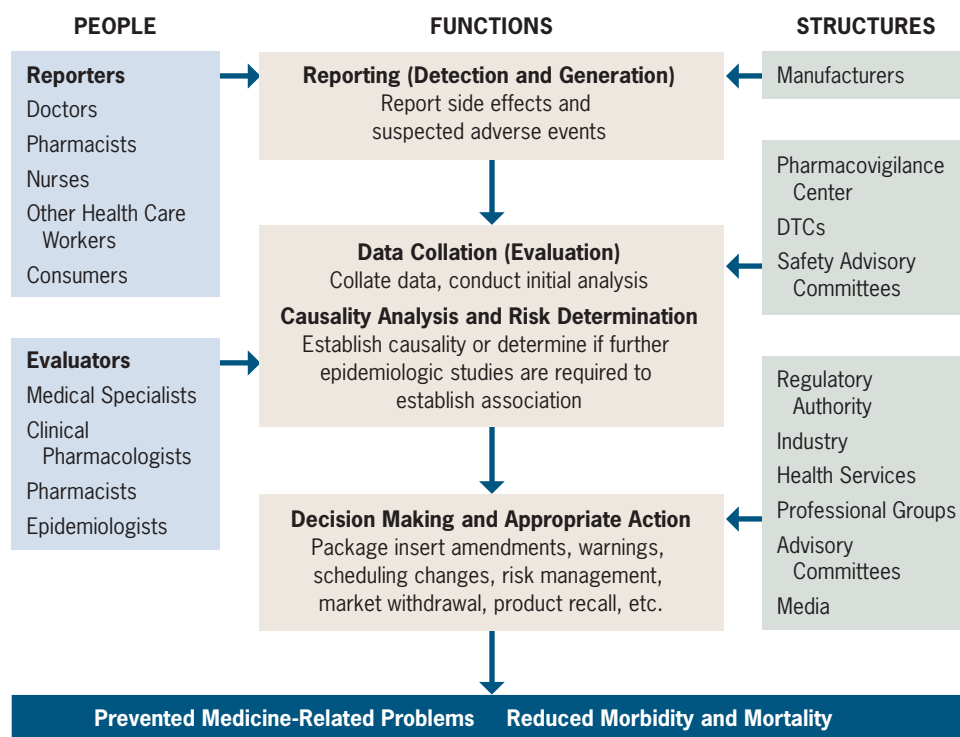 PEOPLE
Reporters
Doctors
Pharmacists
Nurses
Other Health Care
Workers
Consumers
Evaluators
Medical Specialists
Clinical
Pharmacologists
Pharmacists
Epidemiologists
FUNCTIONS
Reporting (Detection and Generation)
Report side effects and
suspected adverse events
Data Collation (Evaluation)
Collate data, conduct initial analysis
Causality Analysis and Risk Determination
Establish causality or determine if further
epidemiologic studies are required to
establish association
Decision Making and Appropriate Action
Package insert amendments, warnings,
scheduling changes, risk management,
market withdrawal, product recall, etc.
STRUCTURES
Manufacturers
Pharmacovigilance
Center
DTCs
Safety Advisory
Committees
Regulatory
Authority
Industry
Health Services
Professional Groups
Advisory
Committees
Media
Prevented Medicine-Related Problems Reduced Morbidity and Mortality